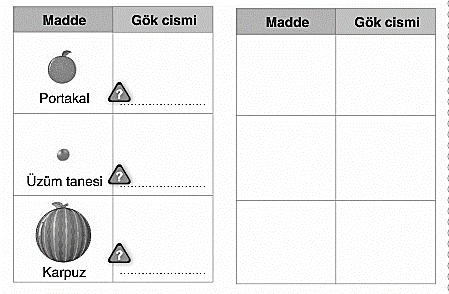 Madde Gök cismi
Portakal
?
Üzüm tanesi
?
Karpuz
?
Madde Gök cismi